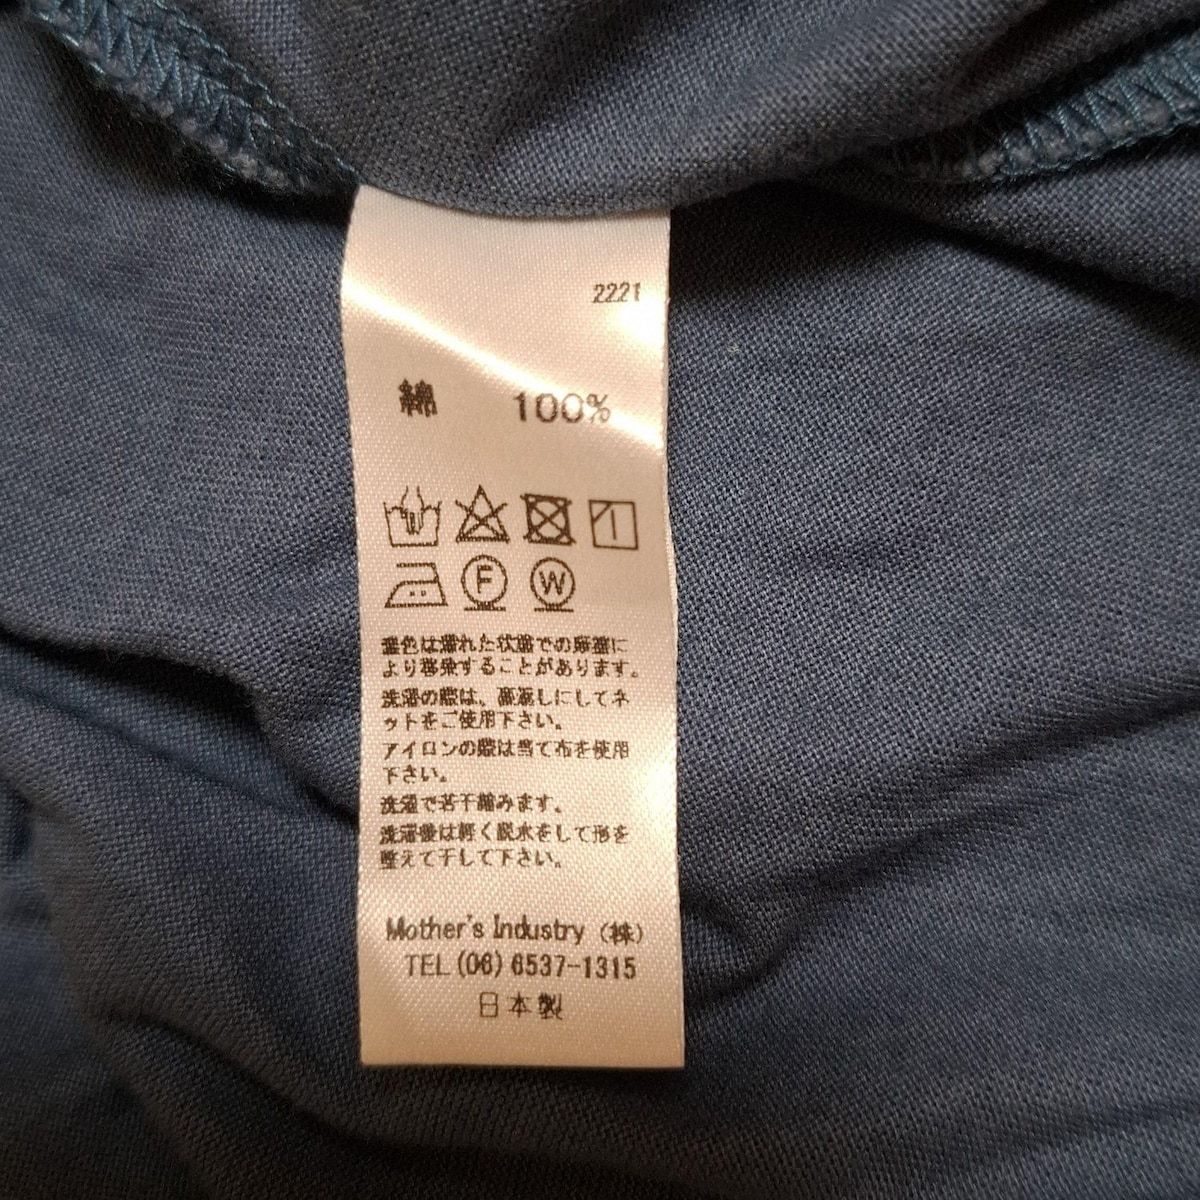 2221
綿 100%
F W
濃色は濡れた状態での摩擦に
より移染することがあります。
洗濯の際は、裏返しにしてネ
ットをご使用下さい。
アイロンの際は当て布を使用
下さい。
洗濯で若干縮みます。
洗濯後は軽く脱水をして形を
整えて干して下さい。
Mother's Industry (株)
TEL (06) 6537-1315
日本製